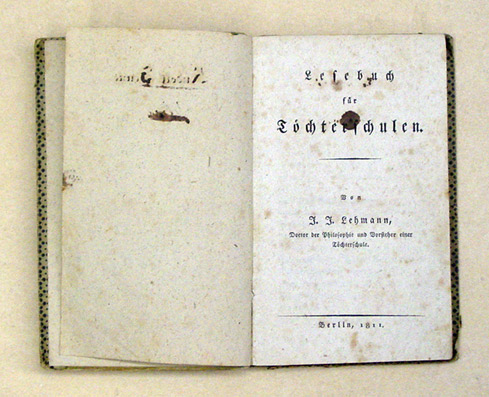 Lesebuch
für
Töchterschulen.
Von
J. J. Lehmann,
Doctor der Philosophie und Vorsteher einer
Töchterschule.
Berlin, 1811.